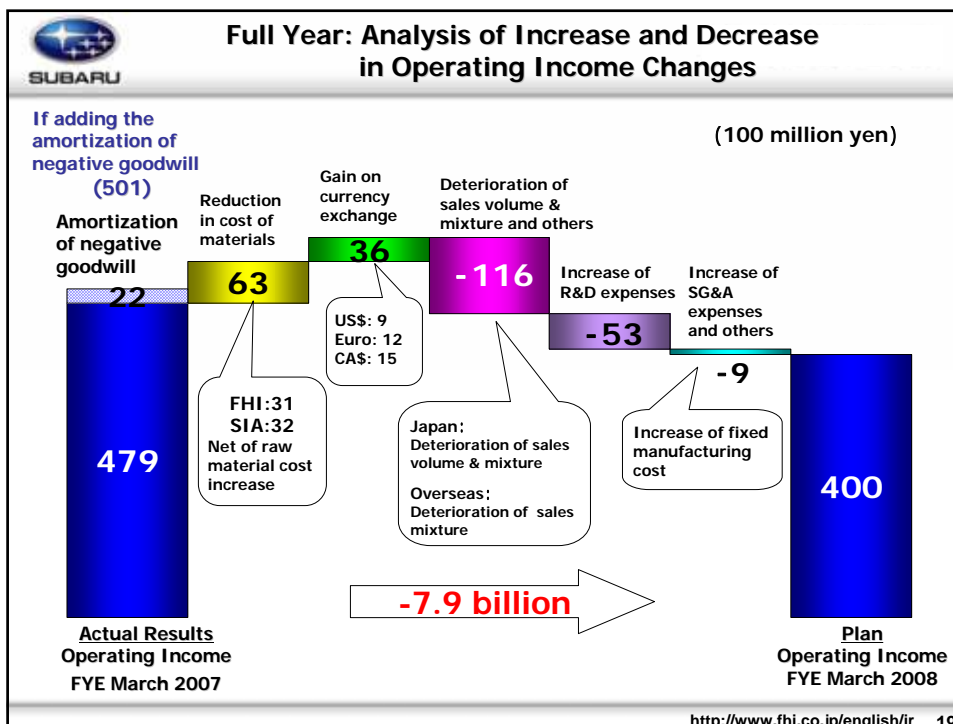 SUBARU
Full Year: Analysis of Increase and Decrease
in Operating Income Changes
If adding the
amortization of
negative goodwill
(501)
(100 million yen)
Amortization
of negative
goodwill
22
479
Reduction
in cost of
materials
63
Gain on
currency
exchange
36
Deterioration of
sales volume &
mixture and others
-116
Increase of
R&D expenses
-53
Increase of
SG&A
expenses
and others
-9
400
FHI:31
SIA:32
Net of raw
material cost
increase
US$: 9
Euro: 12
CA$: 15
Japan:
Deterioration of sales
volume & mixture
Overseas:
Deterioration of sales
mixture
Increase of fixed
manufacturing
cost
-7.9 billion
Actual Results
Operating Income
FYE March 2007
Plan
Operating Income
FYE March 2008
http://www.fhi.co.jp/english/ir 19